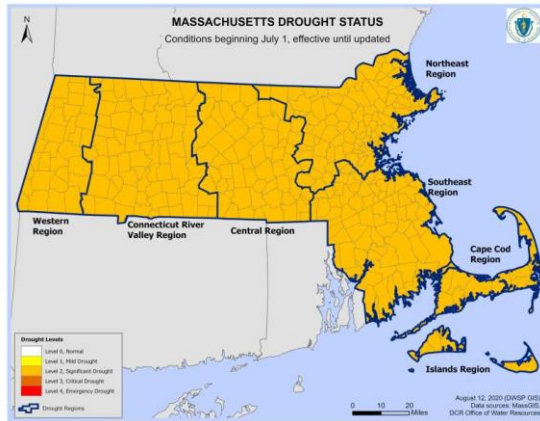 MASSACHUSETTS DROUGHT STATUS
Conditions beginning July 1, effective until updated
N
Northeast
Region
Southeast
Region
Cape Cod
Region
Western
Region
Connecticut River
Valley Region
Central Region
Islands Region
Drought Levels
Level 0, Normal
Level 1, Mild Drought
Level 2, Significant Drought
Level 3, Critical Drought
Level 4, Emergency Drought
Drought Regions
0 10 20
Miles
August 12, 2020 (DWSP GIS)
Data sources: MassGIS,
DCR Office of Water Resources